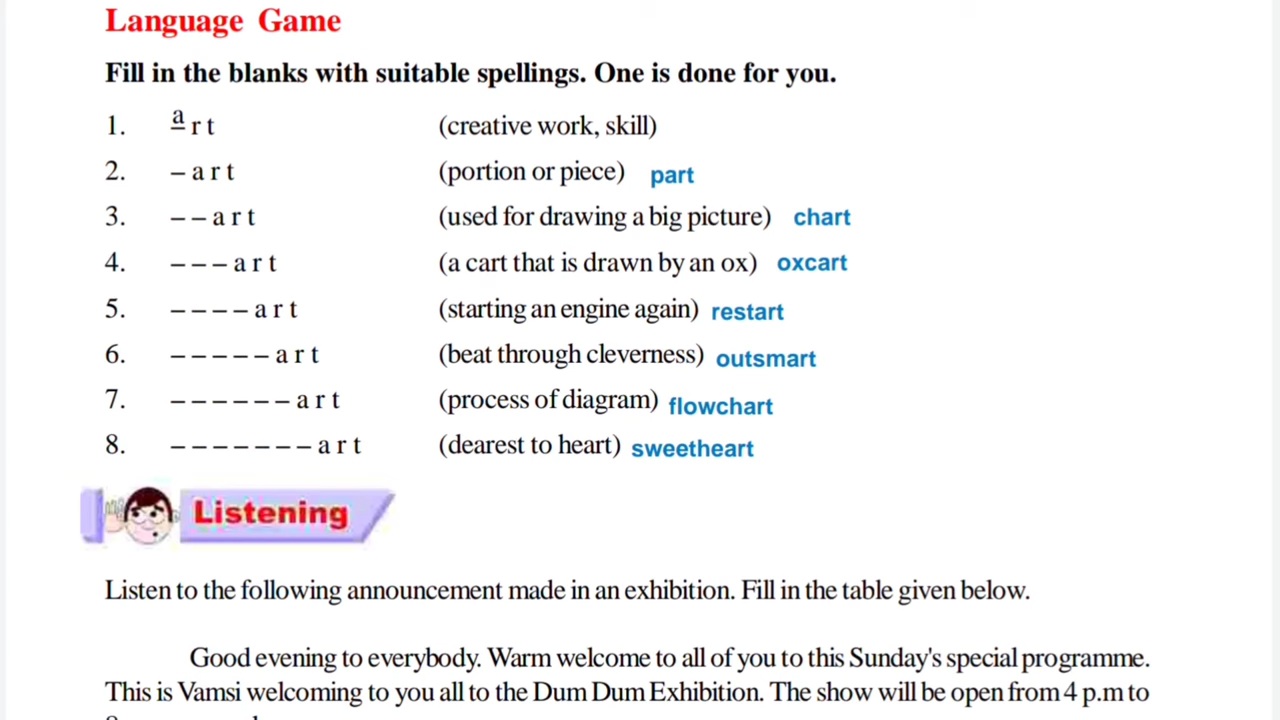 Language Game
Fill in the blanks with suitable spellings. One is done for you.
1. a r t (creative work, skill)
2. – a r t (portion or piece) part
3. – – a r t (used for drawing a big picture) chart
4. – – – a r t (a cart that is drawn by an ox) oxcart
5. – – – – a r t (starting an engine again) restart
6. – – – – – a r t (beat through cleverness) outsmart
7. – – – – – – a r t (process of diagram) flowchart
8. – – – – – – – a r t (dearest to heart) sweetheart
Listening
Listen to the following announcement made in an exhibition. Fill in the table given below.
Good evening to everybody. Warm welcome to all of you to this Sunday's special programme.
This is Vamsi welcoming to you all to the Dum Dum Exhibition. The show will be open from 4 p.m to